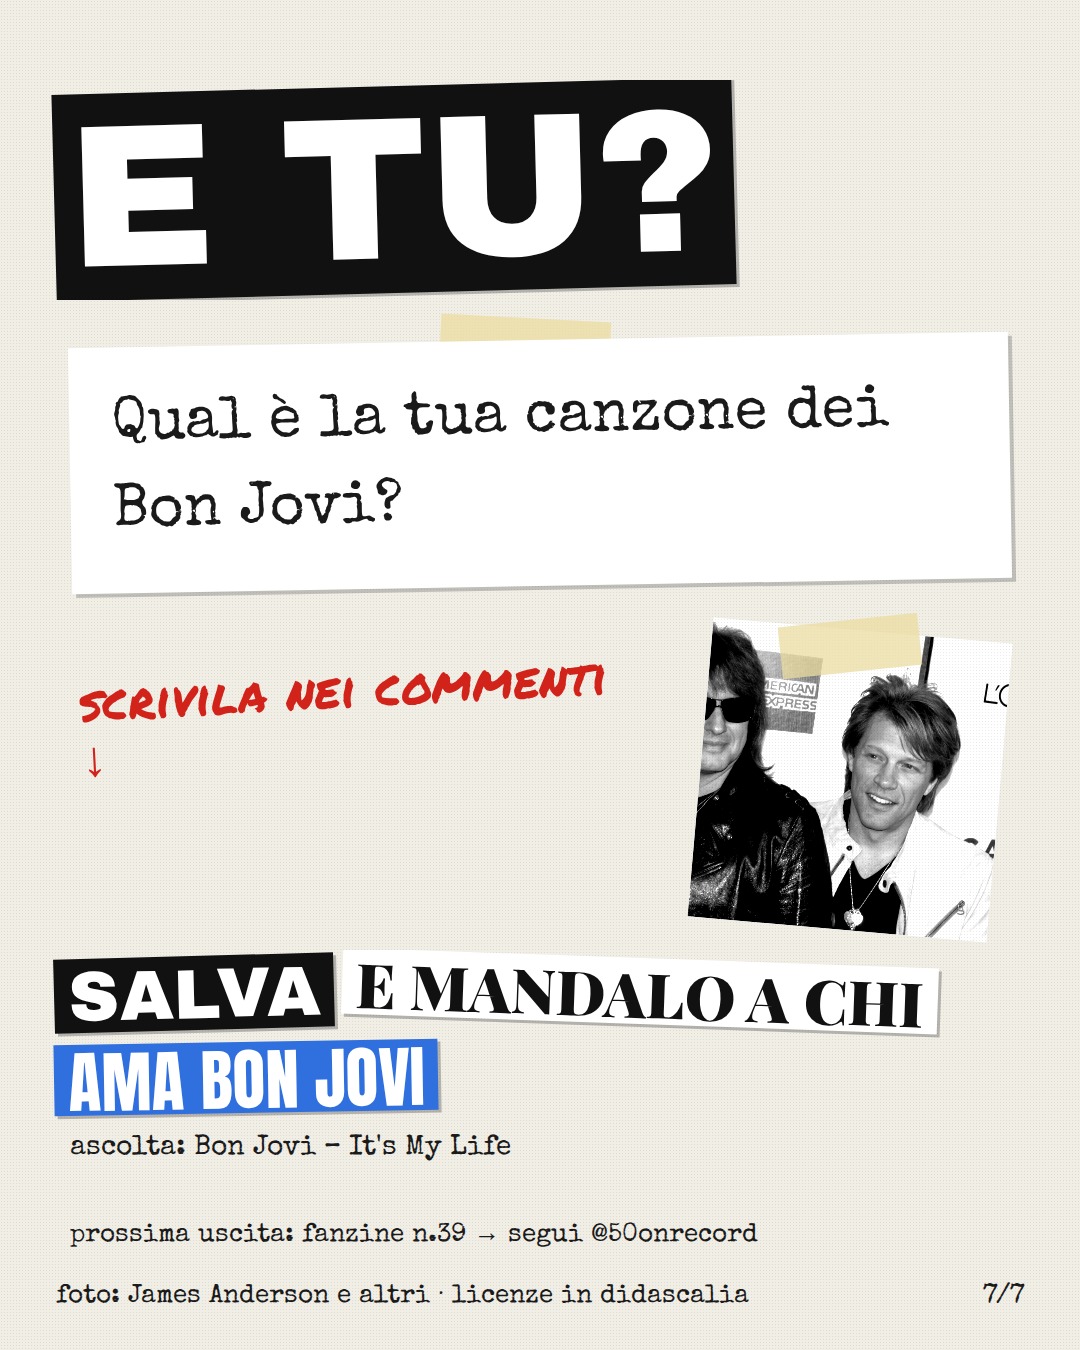 E TU?
Qual è la tua canzone dei
Bon Jovi?
SCRIVILA NEI COMMENTI
↓
AMERICAN
EXPRESS
SALVA E MANDALO A CHI
AMA BON JOVI
ascolta: Bon Jovi – It's My Life
prossima uscita: fanzine n.39 → segui @50onrecord
foto: James Anderson e altri · licenze in didascalia
7/7